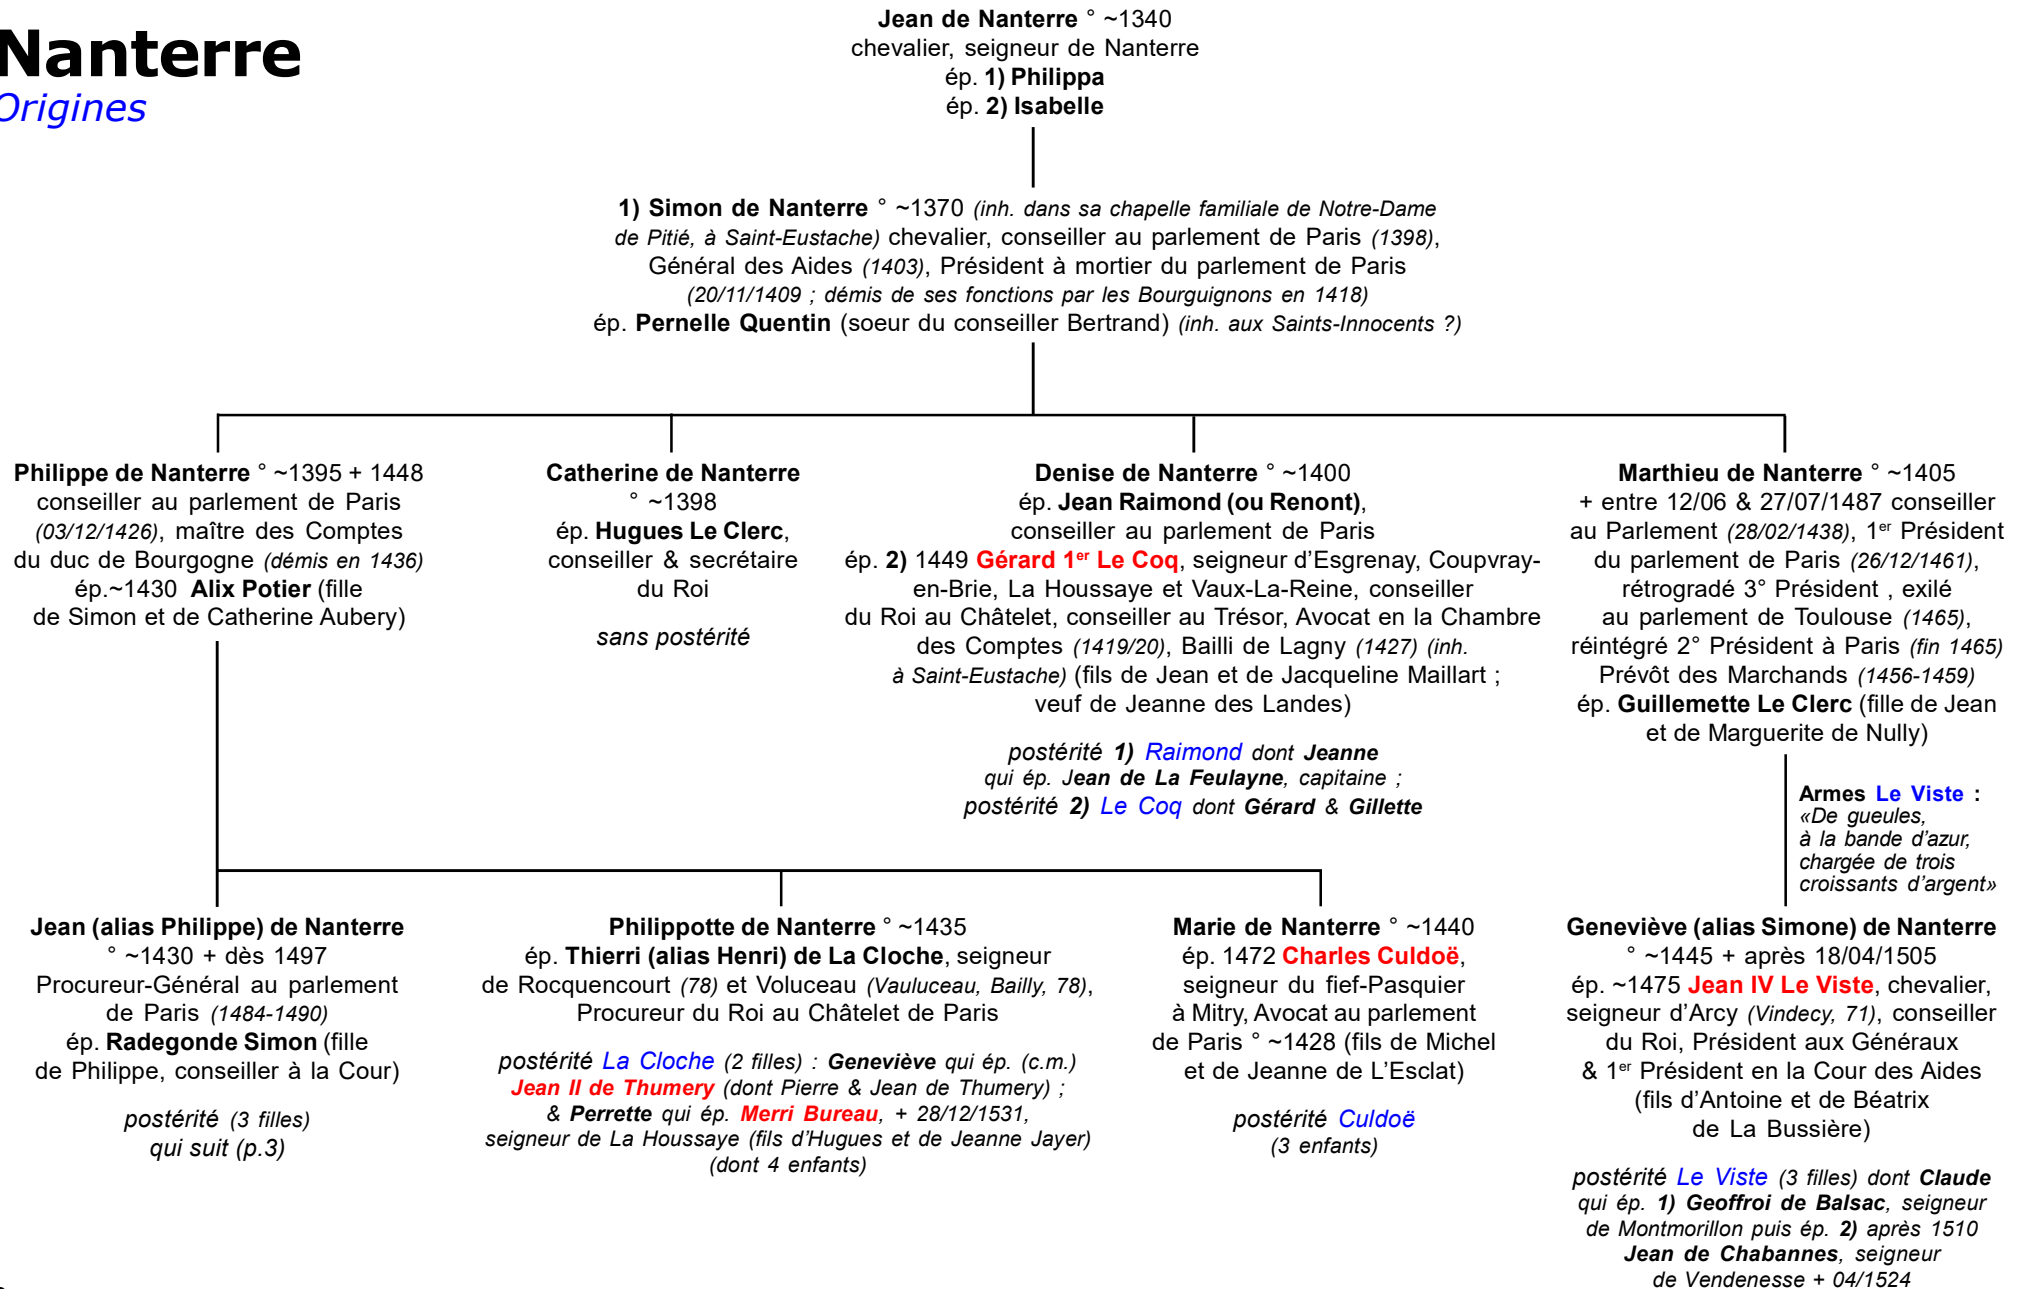 Nanterre
Origines
Jean de Nanterre ° ~1340
chevalier, seigneur de Nanterre
ép. 1) Philippa
ép. 2) Isabelle
1) Simon de Nanterre ° ~1370 (inh. dans sa chapelle familiale de Notre-Dame
de Pitié, à Saint-Eustache) chevalier, conseiller au parlement de Paris (1398),
Général des Aides (1403), Président à mortier du parlement de Paris
(20/11/1409 ; démis de ses fonctions par les Bourguignons en 1418)
ép. Pernelle Quentin (soeur du conseiller Bertrand) (inh. aux Saints-Innocents ?)
Philippe de Nanterre ° ~1395 + 1448
conseiller au parlement de Paris
(03/12/1426), maître des Comptes
du duc de Bourgogne (démis en 1436)
ép.~1430 Alix Potier (fille
de Simon et de Catherine Aubery)
Catherine de Nanterre
° ~1398
ép. Hugues Le Clerc,
conseiller & secrétaire
du Roi
sans postérité
Denise de Nanterre ° ~1400
ép. Jean Raimond (ou Renont),
conseiller au parlement de Paris
ép. 2) 1449 Gérard 1er Le Coq, seigneur d'Esgrenay, Coupvray-
en-Brie, La Houssaye et Vaux-La-Reine, conseiller
du Roi au Châtelet, conseiller au Trésor, Avocat en la Chambre
des Comptes (1419/20), Bailli de Lagny (1427) (inh.
à Saint-Eustache) (fils de Jean et de Jacqueline Maillart ;
veuf de Jeanne des Landes)
postérité 1) Raimond dont Jeanne
qui ép. Jean de La Feulayne, capitaine ;
postérité 2) Le Coq dont Gérard & Gillette
Marthieu de Nanterre ° ~1405
+ entre 12/06 & 27/07/1487 conseiller
au Parlement (28/02/1438), 1er Président
du parlement de Paris (26/12/1461),
rétrogradé 3° Président , exilé
au parlement de Toulouse (1465),
réintégré 2° Président à Paris (fin 1465)
Prévôt des Marchands (1456-1459)
ép. Guillemette Le Clerc (fille de Jean
et de Marguerite de Nully)
Armes Le Viste :
«De gueules,
à la bande d'azur,
chargée de trois
croissants d'argent»
Jean (alias Philippe) de Nanterre
° ~1430 + dès 1497
Procureur-Général au parlement
de Paris (1484-1490)
ép. Radegonde Simon (fille
de Philippe, conseiller à la Cour)
postérité (3 filles)
qui suit (p.3)
Philippotte de Nanterre ° ~1435
ép. Thierri (alias Henri) de La Cloche, seigneur
de Rocquencourt (78) et Voluceau (Vauluceau, Bailly, 78),
Procureur du Roi au Châtelet de Paris
postérité La Cloche (2 filles) : Geneviève qui ép. (c.m.)
Jean II de Thumery (dont Pierre & Jean de Thumery) ;
& Perrette qui ép. Merri Bureau, + 28/12/1531,
seigneur de La Houssaye (fils d'Hugues et de Jeanne Jayer)
(dont 4 enfants)
Marie de Nanterre ° ~1440
ép. 1472 Charles Culdoë,
seigneur du fief-Pasquier
à Mitry, Avocat au parlement
de Paris ° ~1428 (fils de Michel
et de Jeanne de L'Esclat)
postérité Culdoë
(3 enfants)
Geneviève (alias Simone) de Nanterre
° ~1445 + après 18/04/1505
ép. ~1475 Jean IV Le Viste, chevalier,
seigneur d'Arcy (Vindecy, 71), conseiller
du Roi, Président aux Généraux
& 1er Président en la Cour des Aides
(fils d'Antoine et de Béatrix
de La Bussière)
postérité Le Viste (3 filles) dont Claude
qui ép. 1) Geoffroi de Balsac, seigneur
de Montmorillon puis ép. 2) après 1510
Jean de Chabannes, seigneur
de Vendenesse + 04/1524